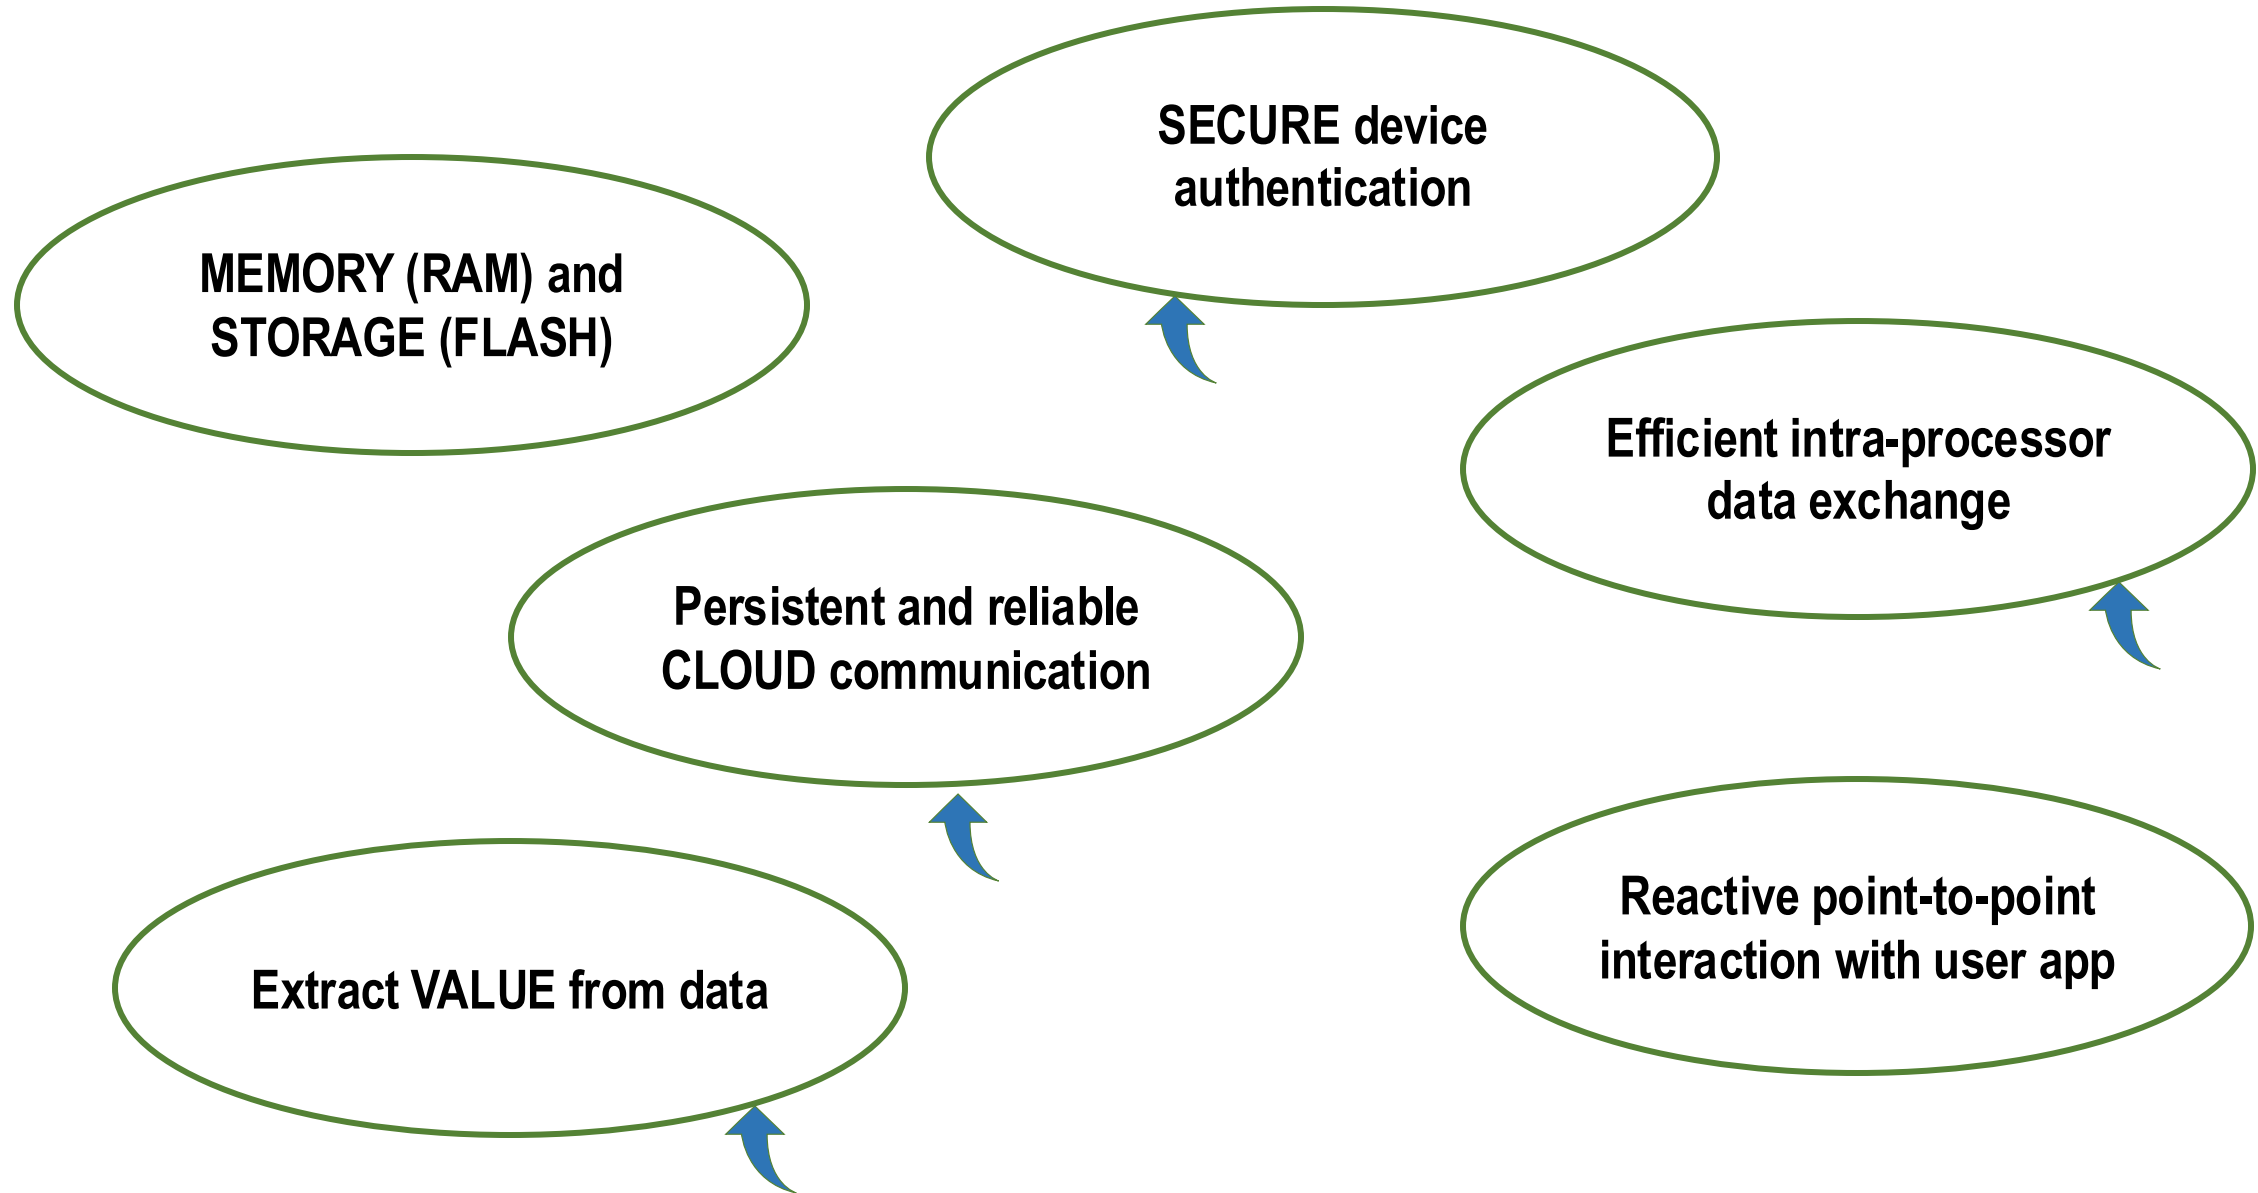 SECURE device
authentication
MEMORY (RAM) and
STORAGE (FLASH)
Efficient intra-processor
data exchange
Persistent and reliable
CLOUD communication
Reactive point-to-point
interaction with user app
Extract VALUE from data